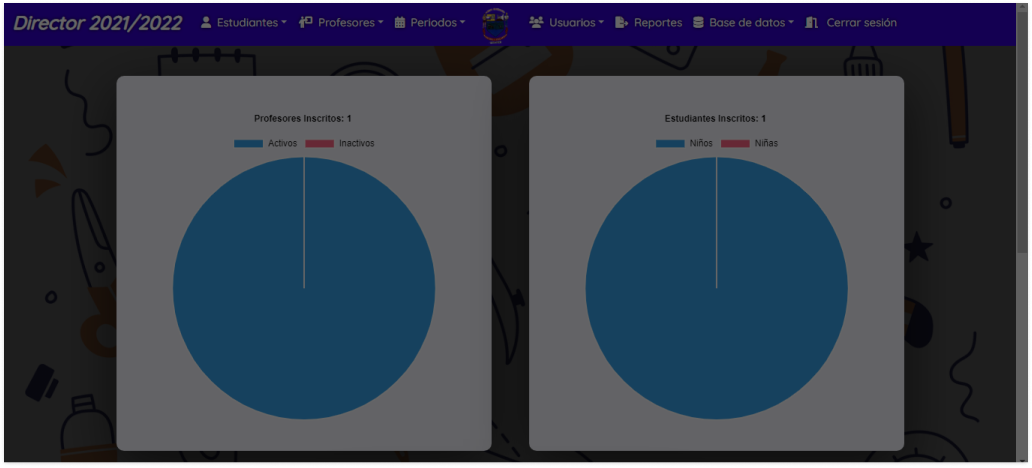 Director 2021/2022 Estudiantes Profesores Periodos Usuarios Reportes Base de datos Cerrar sesión
Profesores Inscritos: 1
Activos Inactivos
Estudiantes Inscritos: 1
Niños Niñas